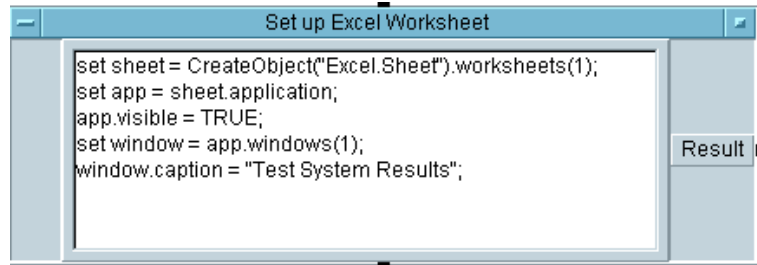 Set up Excel Worksheet
set sheet = CreateObject("Excel.Sheet").worksheets(1);
set app = sheet.application;
app.visible = TRUE;
set window = app.windows(1);
window.caption = "Test System Results";
Result